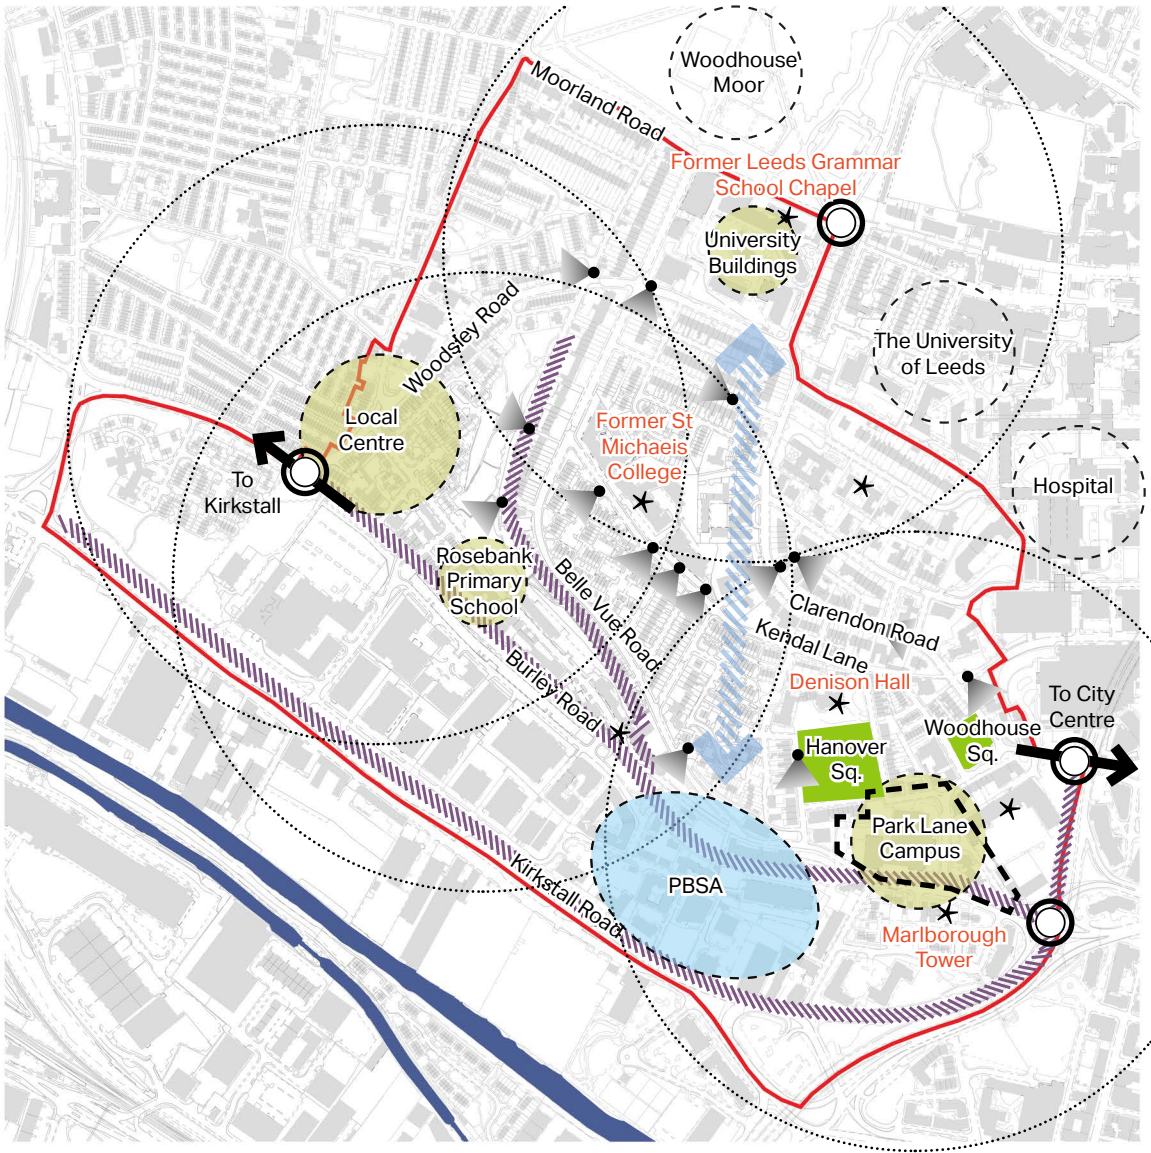 Woodhouse
Moor
Moorland Road
Former Leeds Grammar
School Chapel
University
Buildings
Woodsley Road
The University
of Leeds
Local
Centre
Former St
Michaeis
College
To
Kirkstall
Hospital
Rosebank
Primary
School
Belle Vue Road
Clarendon Road
Kendal Lane
Burley Road
Denison Hall
To City
Centre
Woodhouse
Sq.
Hanover
Sq.
Park Lane
Campus
PBSA
Kirkstall Road
Marlborough
Tower